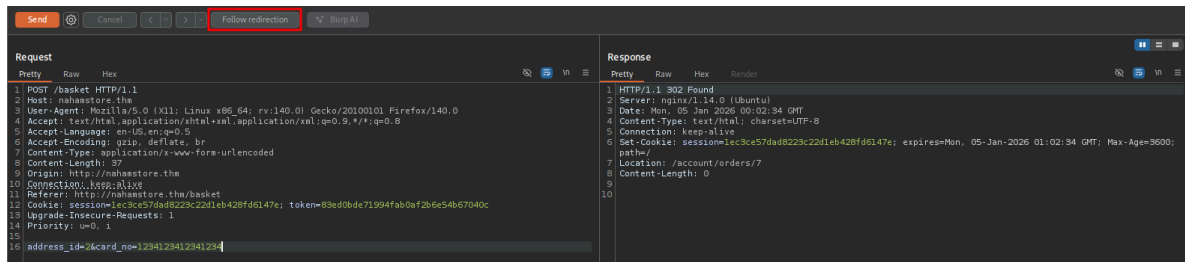 Send Cancel < > Follow redirection Burp AI
Request
Pretty Raw Hex \n
1 POST /basket HTTP/1.1
2 Host: nahamstore.thm
3 User-Agent: Mozilla/5.0 (X11; Linux x86_64; rv:140.0) Gecko/20100101 Firefox/140.0
4 Accept: text/html,application/xhtml+xml,application/xml;q=0.9,*/*;q=0.8
5 Accept-Language: en-US,en;q=0.5
6 Accept-Encoding: gzip, deflate, br
7 Content-Type: application/x-www-form-urlencoded
8 Content-Length: 37
9 Origin: http://nahamstore.thm
10 Connection: keep-alive
11 Referer: http://nahamstore.thm/basket
12 Cookie: session=1ec3ce57dad8223c22d1eb428fd6147e; token=83ed0bde71994fab0af2b6e54b67040c
13 Upgrade-Insecure-Requests: 1
14 Priority: u=0, i
15
16 address_id=2&card_no=1234123412341234
Response
Pretty Raw Hex Render \n
1 HTTP/1.1 302 Found
2 Server: nginx/1.14.0 (Ubuntu)
3 Date: Mon, 05 Jan 2026 00:02:34 GMT
4 Content-Type: text/html; charset=UTF-8
5 Connection: keep-alive
6 Set-Cookie: session=1ec3ce57dad8223c22d1eb428fd6147e; expires=Mon, 05-Jan-2026 01:02:34 GMT; Max-Age=3600;
path=/
7 Location: /account/orders/7
8 Content-Length: 0
9
10